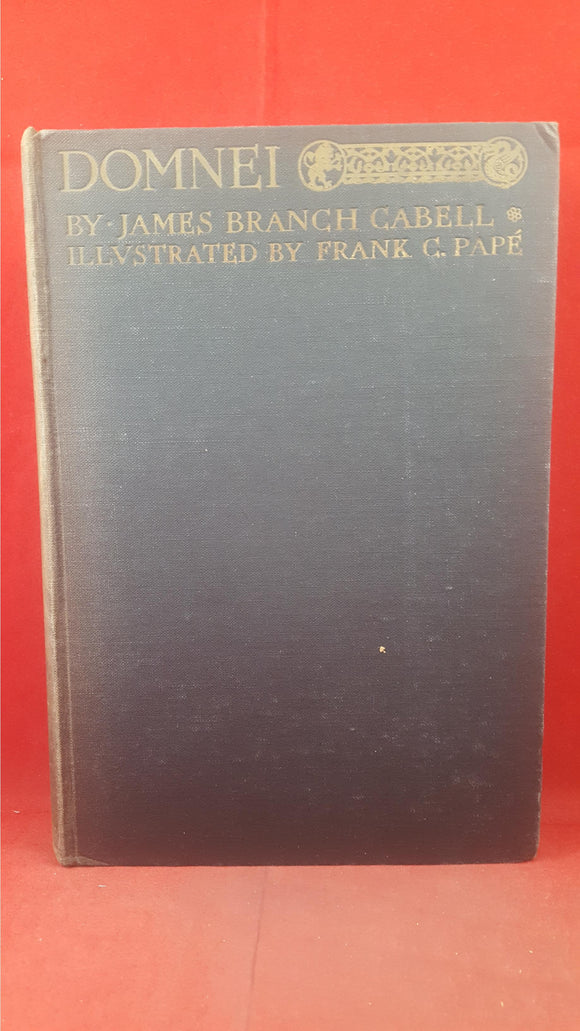 DOMNEI
BY · JAMES BRANCH CABELL
ILLVSTRATED BY FRANK C. PAPÉ